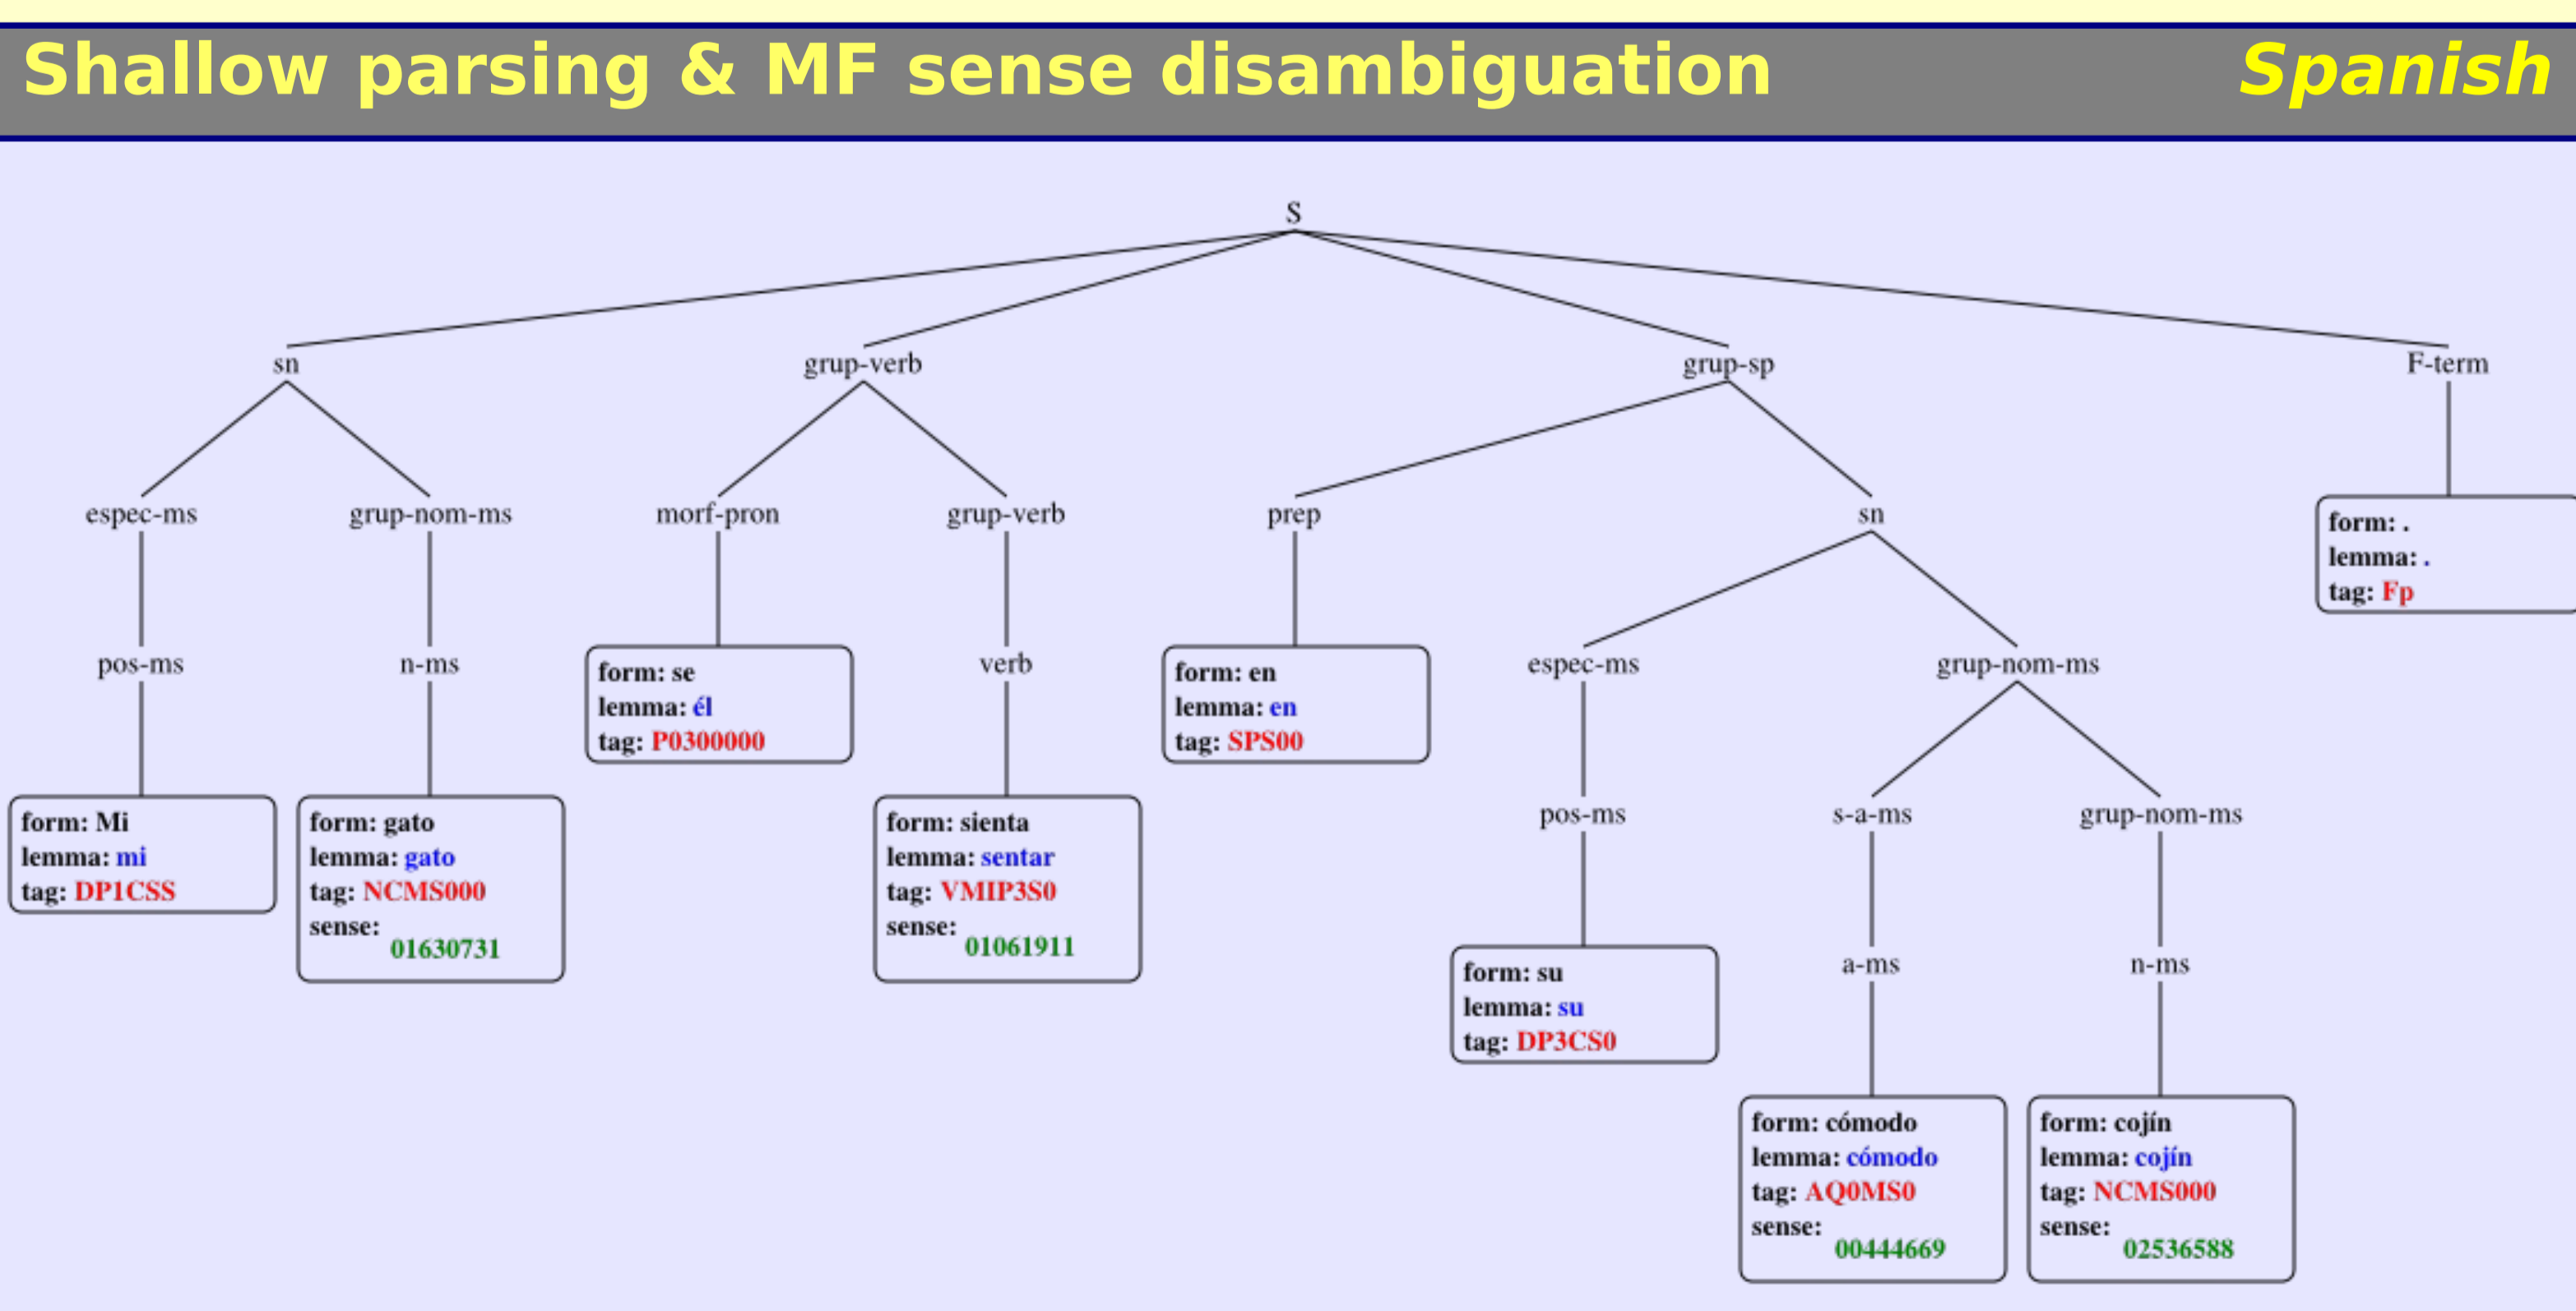 Shallow parsing & MF sense disambiguation Spanish
S
sn grup-verb grup-sp F-term
espec-ms grup-nom-ms morf-pron grup-verb prep sn
form: .
lemma: .
tag: Fp
pos-ms n-ms verb espec-ms grup-nom-ms
form: se
lemma: él
tag: P0300000
form: en
lemma: en
tag: SPS00
pos-ms s-a-ms grup-nom-ms
form: Mi
lemma: mi
tag: DP1CSS
form: gato
lemma: gato
tag: NCMS000
sense:
01630731
form: sienta
lemma: sentar
tag: VMIP3S0
sense:
01061911
a-ms n-ms
form: su
lemma: su
tag: DP3CS0
form: cómodo
lemma: cómodo
tag: AQ0MS0
sense:
00444669
form: cojín
lemma: cojín
tag: NCMS000
sense:
02536588